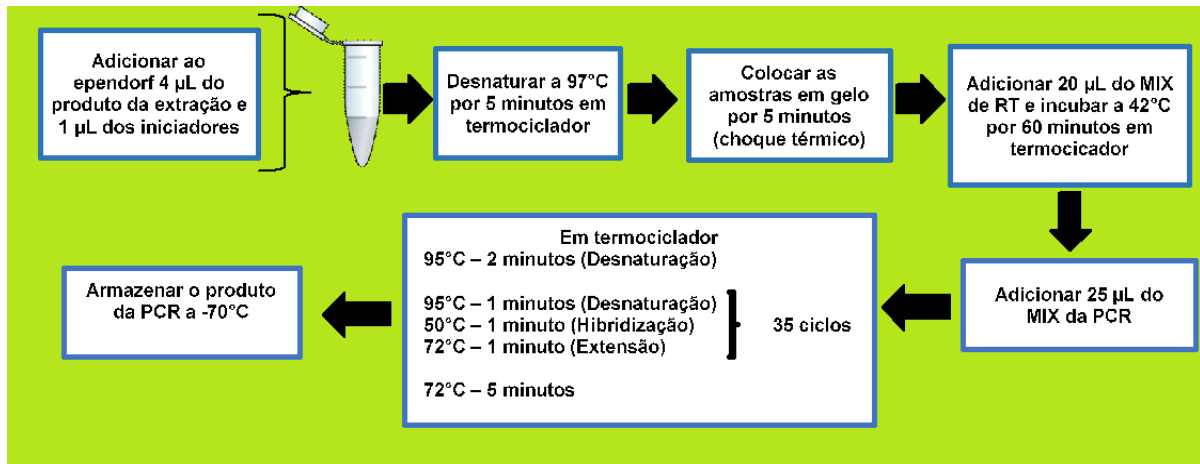 Adicionar ao
ependorf 4 µL do
produto da extração e
1 µL dos iniciadores
Desnaturar a 97°C
por 5 minutos em
termociclador
Colocar as
amostras em gelo
por 5 minutos
(choque térmico)
Adicionar 20 µL do MIX
de RT e incubar a 42°C
por 60 minutos em
termocicador
Adicionar 25 µL do
MIX da PCR
Em termociclador
95°C – 2 minutos (Desnaturação)
95°C – 1 minutos (Desnaturação)
50°C – 1 minuto (Hibridização)
72°C – 1 minuto (Extensão)
35 ciclos
72°C – 5 minutos
Armazenar o produto
da PCR a -70°C